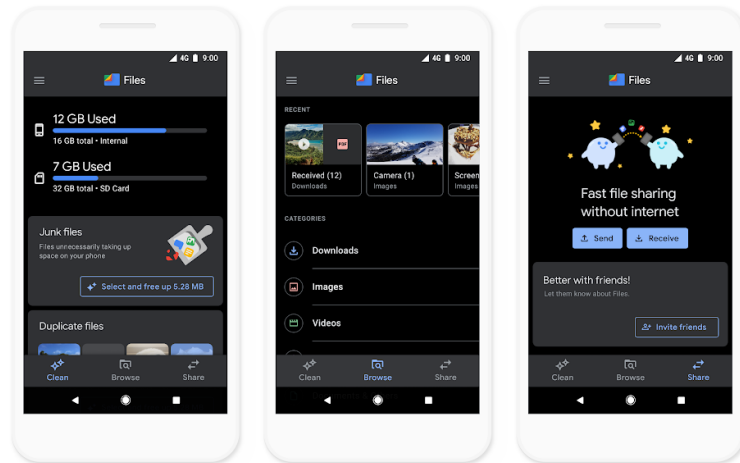 4G 9:00
Files
12 GB Used
16 GB total • Internal
7 GB Used
32 GB total • SD Card
Junk files
Files unnecessarily taking up
space on your phone
Select and free up 5.28 MB
Duplicate files
Clean Browse Share
4G 9:00
Files
RECENT
PDF
Received (12)
Downloads
Camera (1)
Images
Screen
Images
CATEGORIES
Downloads
Images
Videos
Clean Browse Share
4G 9:00
Files
Fast file sharing
without internet
Send Receive
Better with friends!
Let them know about Files.
Invite friends
Clean Browse Share